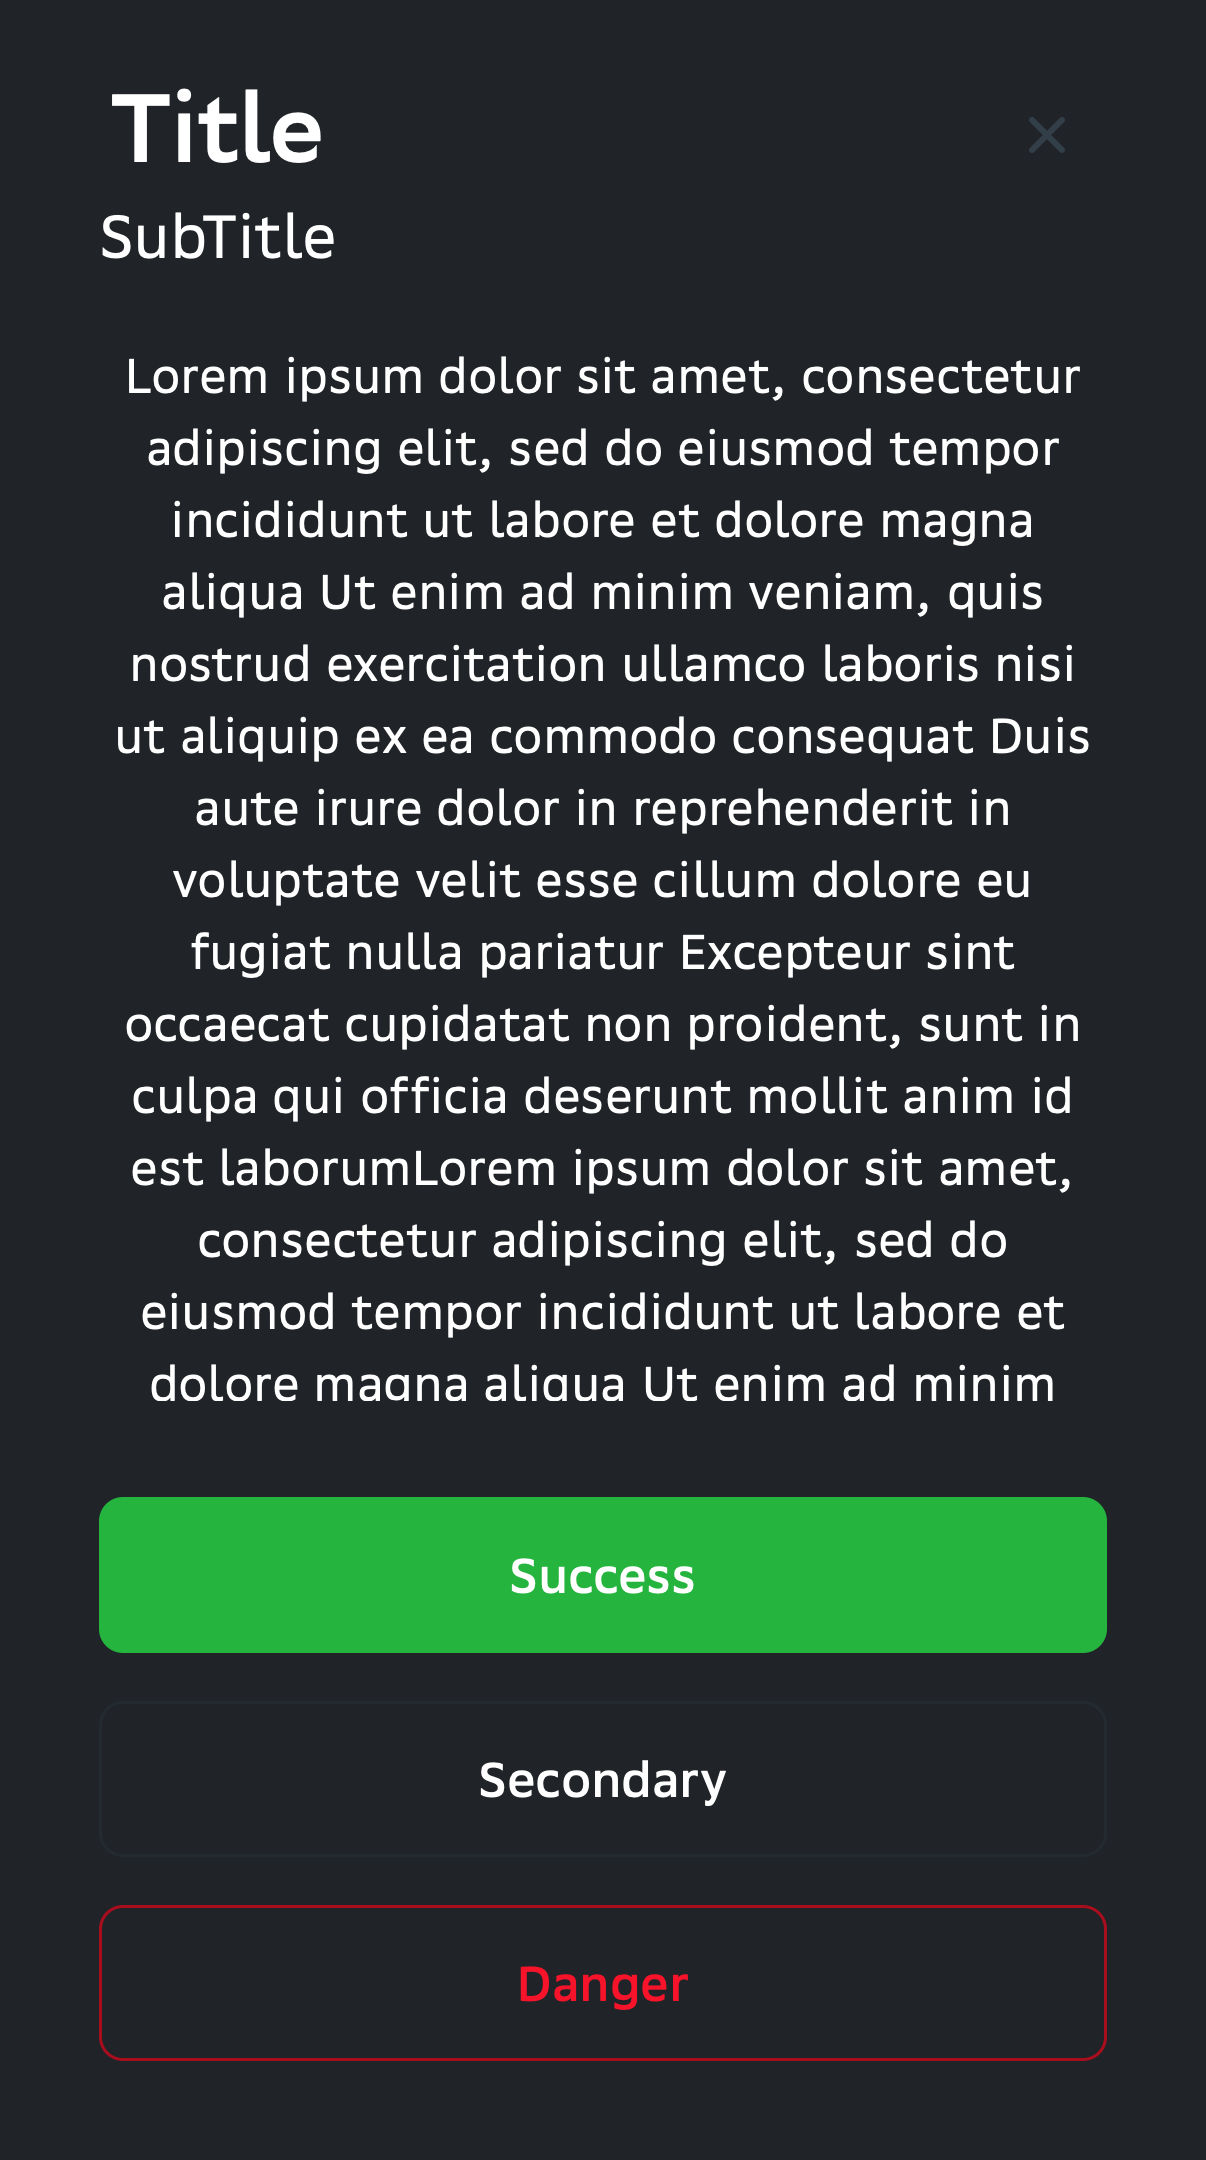 Title
SubTitle
Lorem ipsum dolor sit amet, consectetur
adipiscing elit, sed do eiusmod tempor
incididunt ut labore et dolore magna
aliqua Ut enim ad minim veniam, quis
nostrud exercitation ullamco laboris nisi
ut aliquip ex ea commodo consequat Duis
aute irure dolor in reprehenderit in
voluptate velit esse cillum dolore eu
fugiat nulla pariatur Excepteur sint
occaecat cupidatat non proident, sunt in
culpa qui officia deserunt mollit anim id
est laborumLorem ipsum dolor sit amet,
consectetur adipiscing elit, sed do
eiusmod tempor incididunt ut labore et
dolore magna aliqua Ut enim ad minim
Success
Secondary
Danger